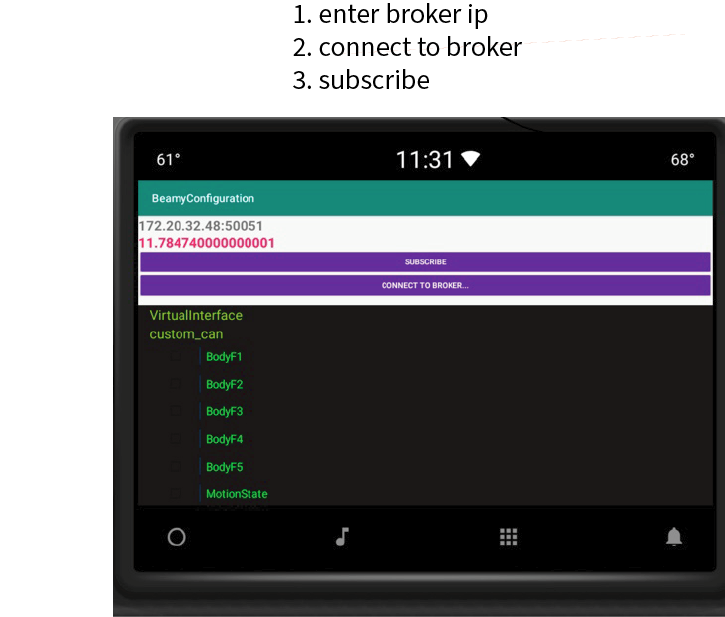 1. enter broker ip
2. connect to broker
3. subscribe
61°
11:31
68°
BeamyConfiguration
172.20.32.48:50051
11.784740000000001
SUBSCRIBE
CONNECT TO BROKER...
VirtualInterface
custom_can
BodyF1
BodyF2
BodyF3
BodyF4
BodyF5
MotionState